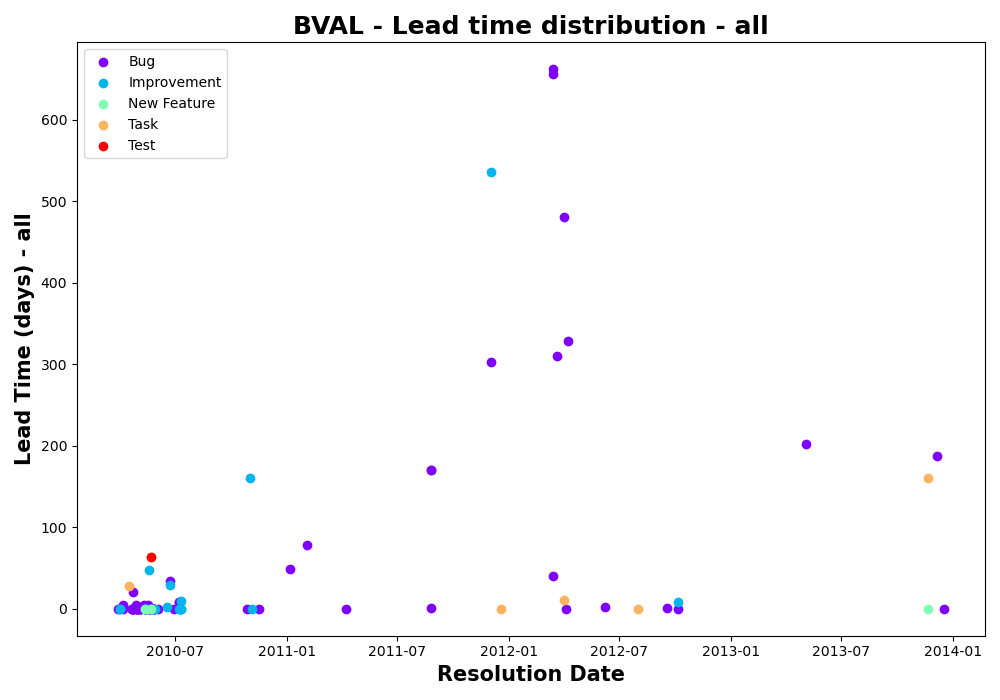 BVAL - Lead time distribution - all
Bug
Improvement
New Feature
Task
Test
Lead Time (days) - all
600
500
400
300
200
100
0
2010-07
2011-01
2011-07
2012-01
2012-07
2013-01
2013-07
2014-01
Resolution Date